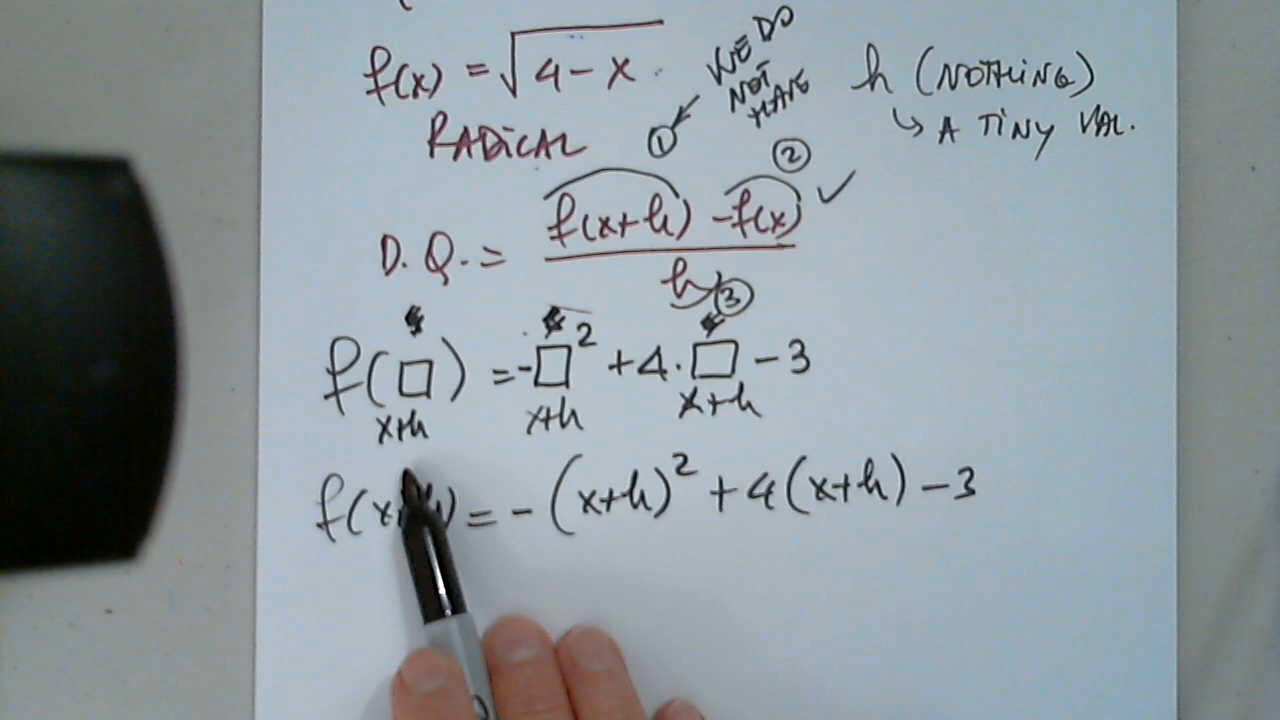 f(x) = √4 - x
WE DO NOT HAVE
h (NOTHING)
↳ A TINY VAL.
RADICAL
① ②
D. Q. = f(x+h) - f(x) ✓
h ③
f(□) = -□² + 4·□ - 3
x+h x+h x+h
f(x+h) = -(x+h)² + 4(x+h) - 3